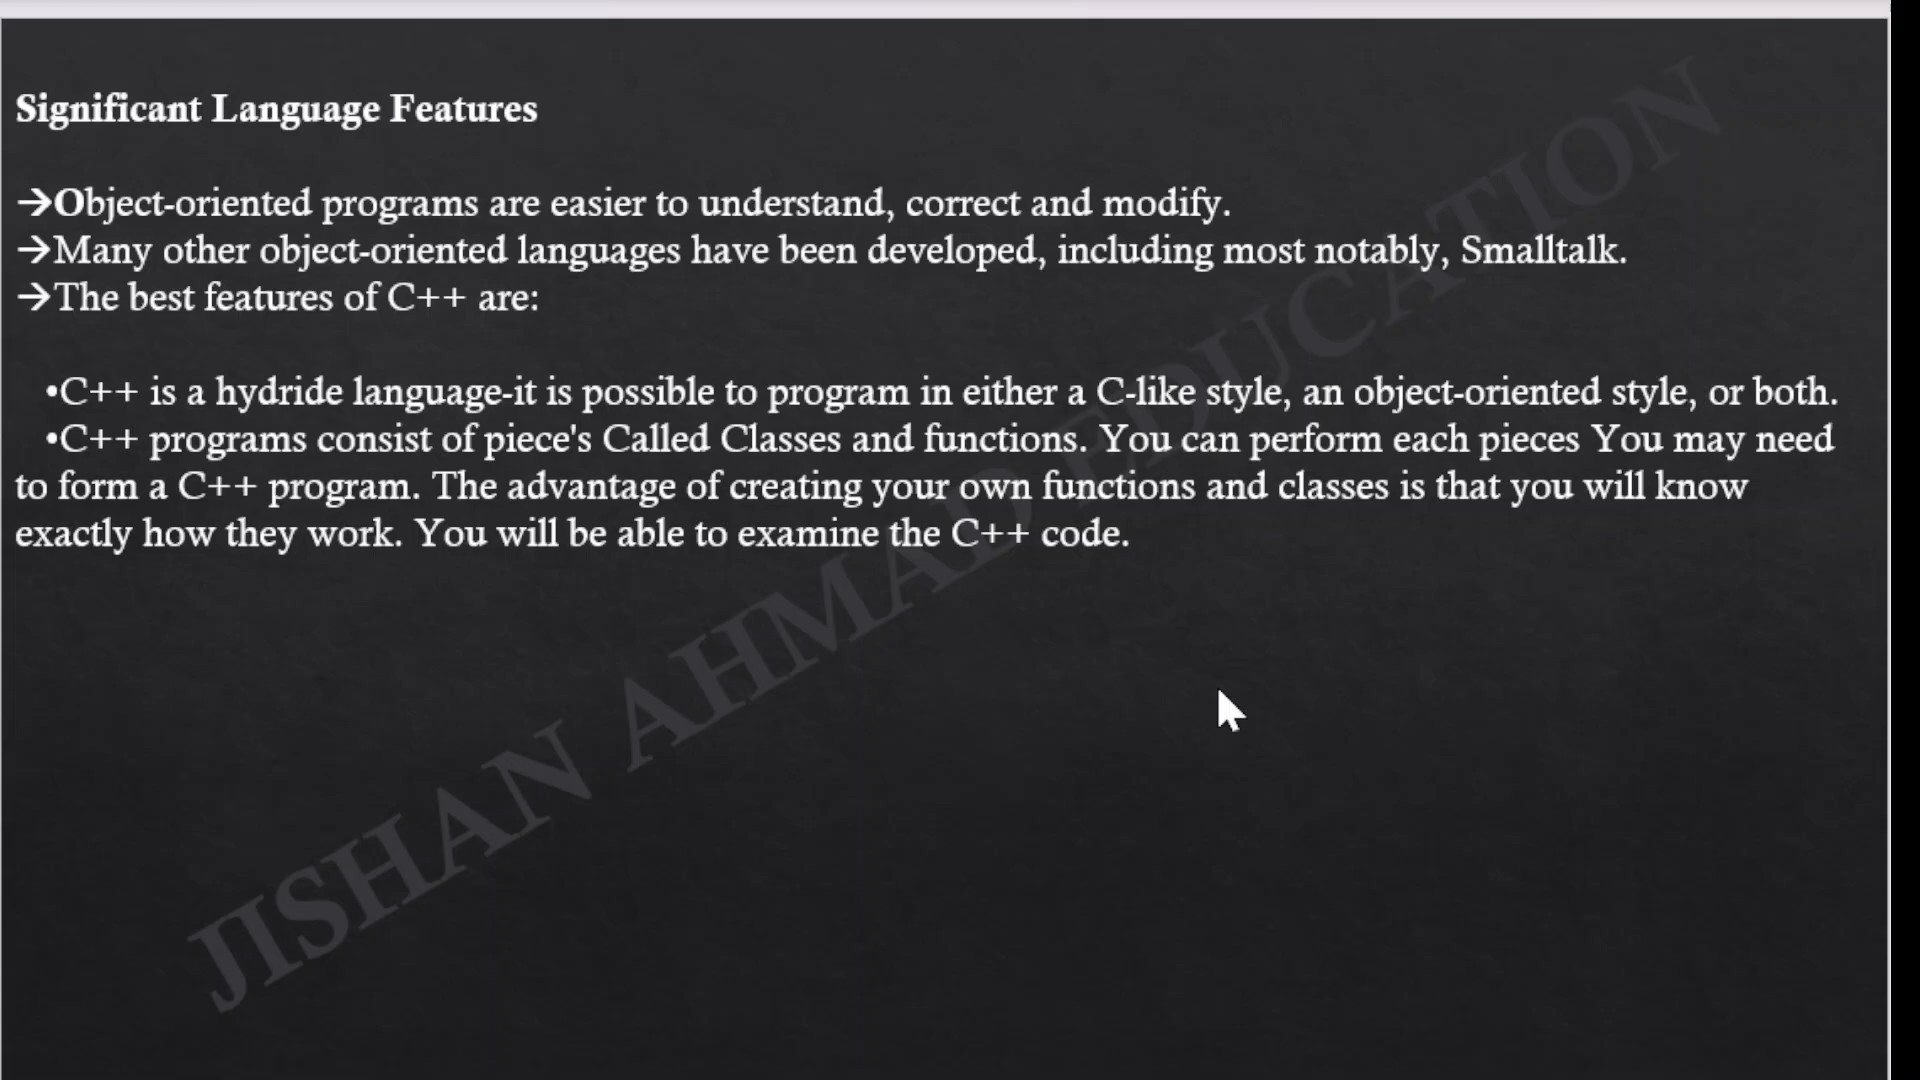 Significant Language Features
→Object-oriented programs are easier to understand, correct and modify.
→Many other object-oriented languages have been developed, including most notably, Smalltalk.
→The best features of C++ are:
•C++ is a hydride language-it is possible to program in either a C-like style, an object-oriented style, or both.
•C++ programs consist of piece's Called Classes and functions. You can perform each pieces You may need
to form a C++ program. The advantage of creating your own functions and classes is that you will know
exactly how they work. You will be able to examine the C++ code.
JISHAN AHMAD EDUCATION